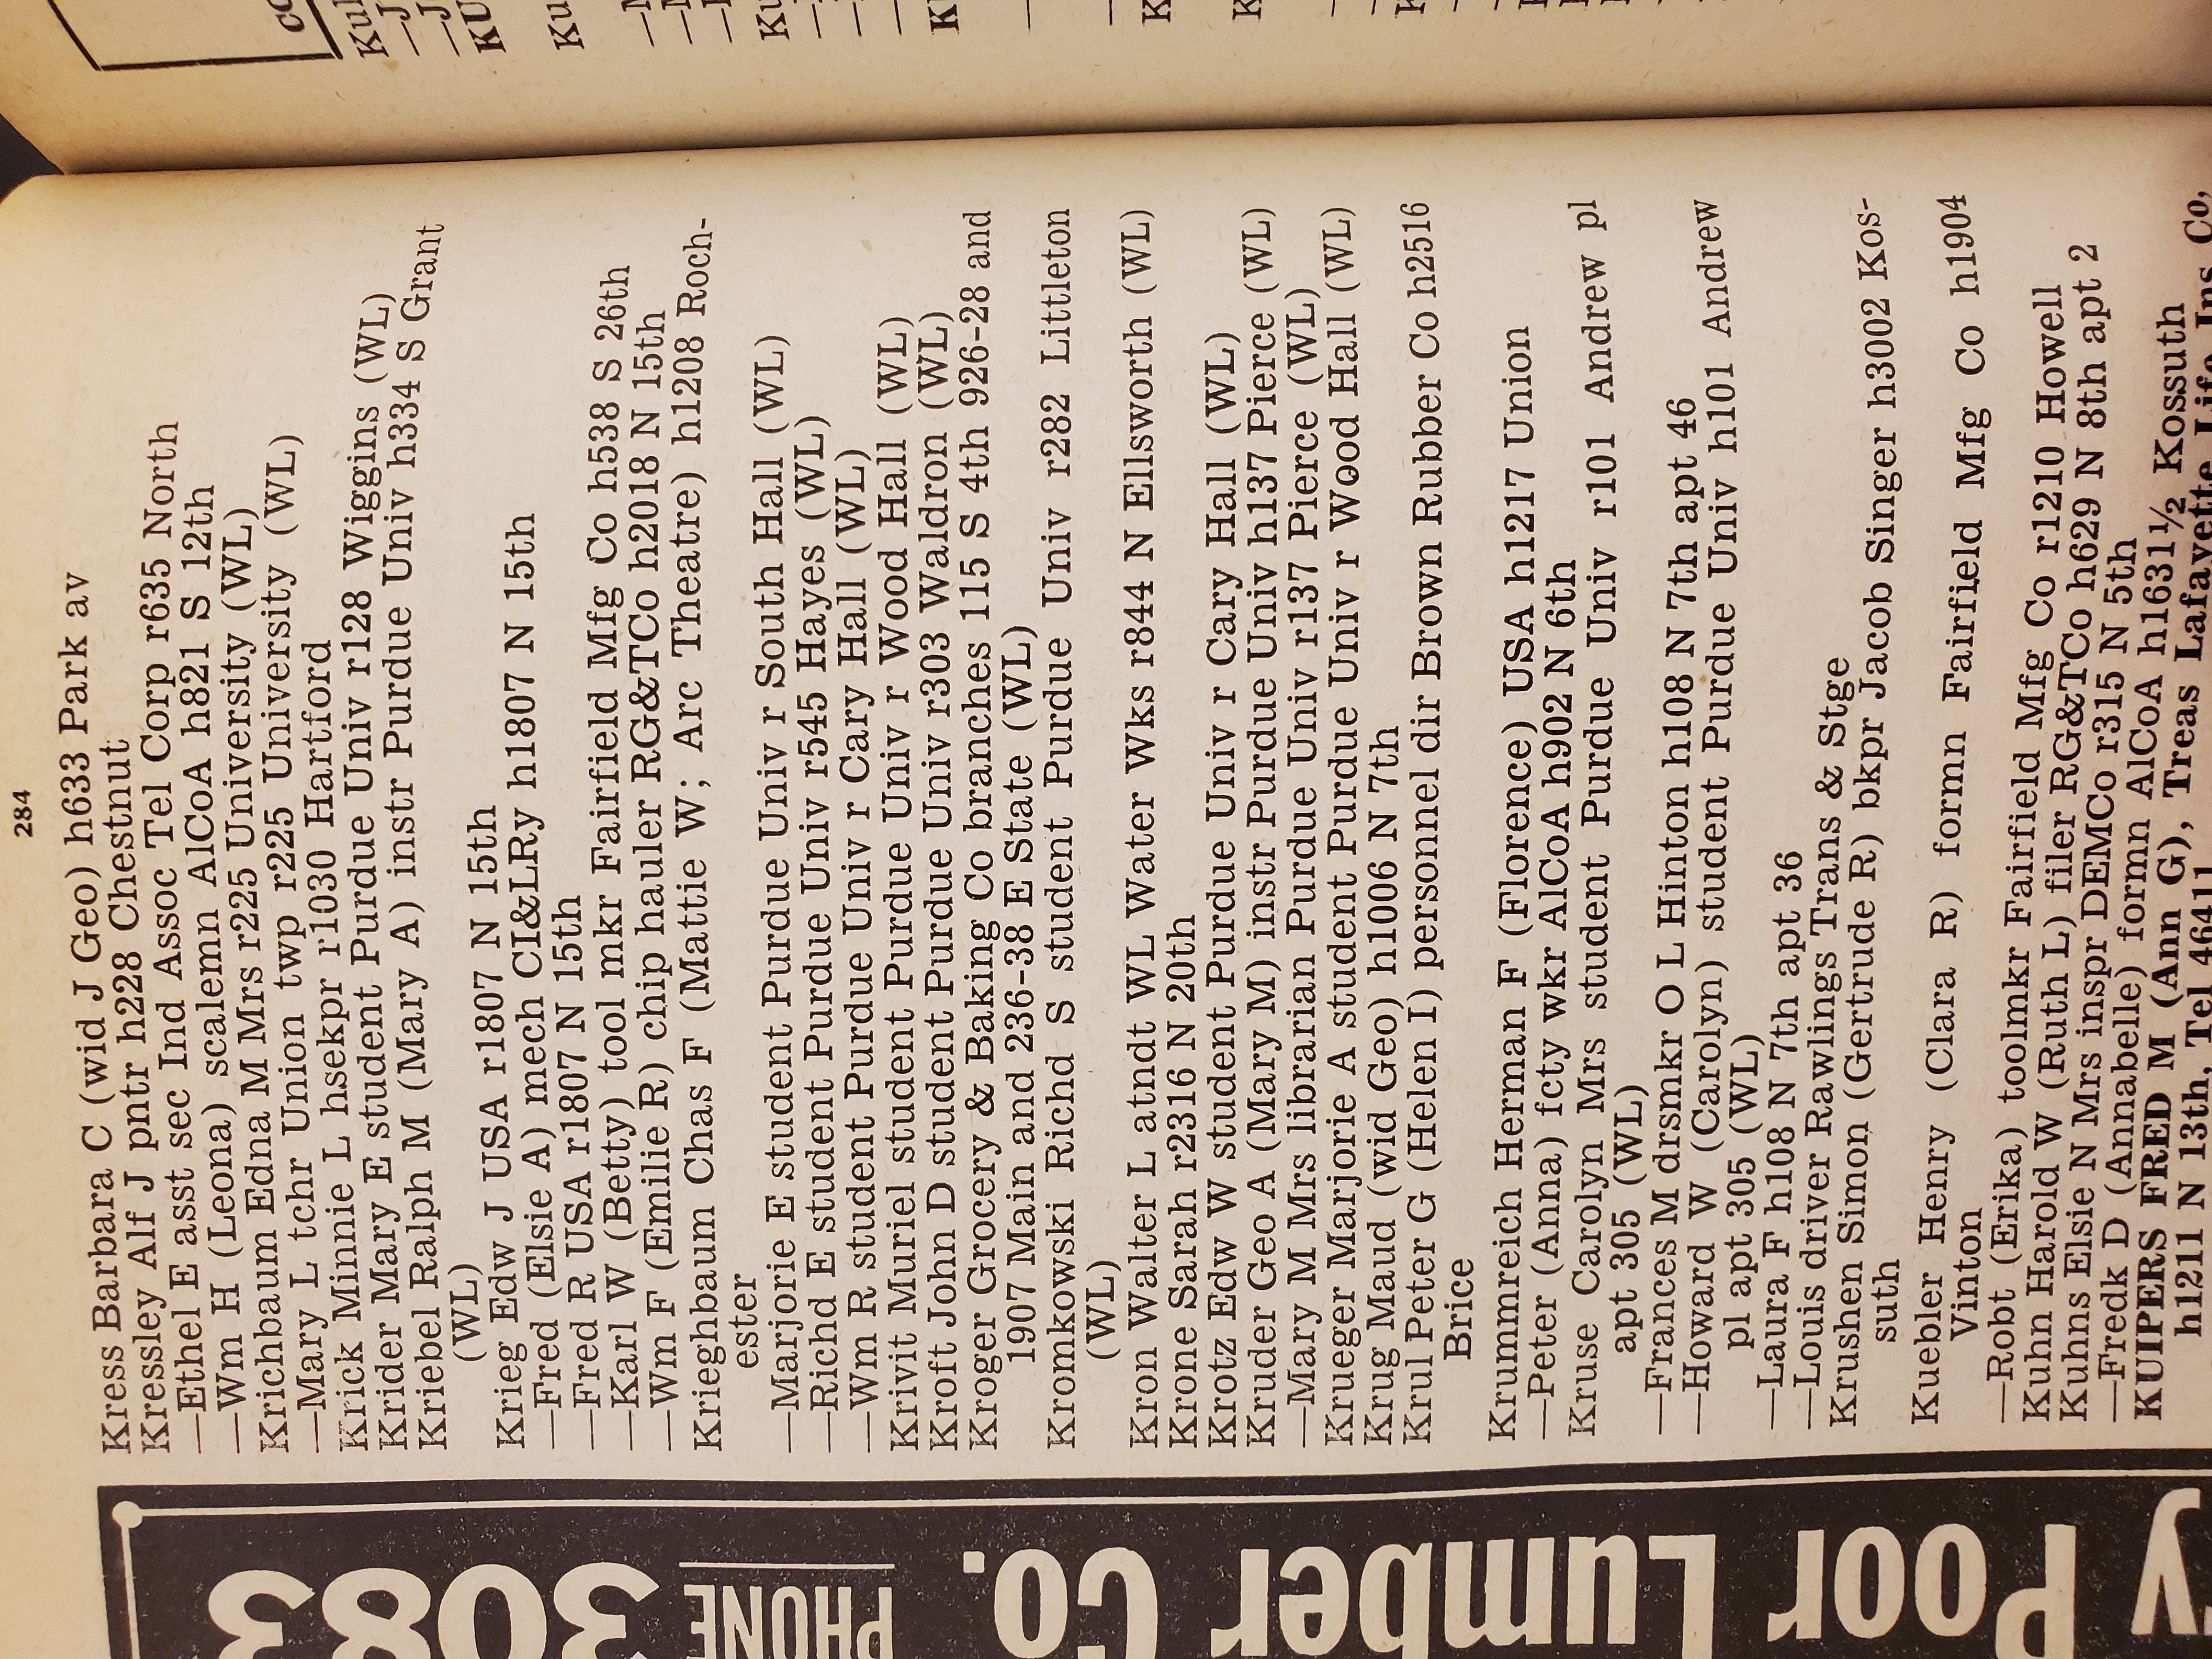 284
Kress Barbara C (wid J Geo) h633 Park av
Kressley Alf J pntr h228 Chestnut
—Ethel E asst sec Ind Assoc Tel Corp r635 North
—Wm H (Leona) scalemn AlCoA h821 S 12th
Krichbaum Edna M Mrs r225 University (WL)
—Mary L tchr Union twp r225 University (WL)
Krick Minnie L hsekpr r1030 Hartford
Krider Mary E student Purdue Univ r128 Wiggins (WL)
Kriebel Ralph M (Mary A) instr Purdue Univ h334 S Grant
(WL)
Krieg Edw J USA r1807 N 15th
—Fred (Elsie A) mech CI&LRy h1807 N 15th
—Fred R USA r1807 N 15th
—Karl W (Betty) tool mkr Fairfield Mfg Co h538 S 26th
—Wm F (Emilie R) chip hauler RG&TCo h2018 N 15th
Krieghbaum Chas F (Mattie W; Arc Theatre) h1208 Roch-
ester
—Marjorie E student Purdue Univ r South Hall (WL)
—Richd E student Purdue Univ r545 Hayes (WL)
—Wm R student Purdue Univ r Cary Hall (WL)
Krivit Muriel student Purdue Univ r Wood Hall (WL)
Kroft John D student Purdue Univ r303 Waldron (WL)
Kroger Grocery & Baking Co branches 115 S 4th 926-28 and
1907 Main and 236-38 E State (WL)
Kromkowski Richd S student Purdue Univ r282 Littleton
(WL)
Kron Walter L atndt WL Water Wks r844 N Ellsworth (WL)
Krone Sarah r2316 N 20th
Krotz Edw W student Purdue Univ r Cary Hall (WL)
Kruder Geo A (Mary M) instr Purdue Univ h137 Pierce (WL)
—Mary M Mrs librarian Purdue Univ r137 Pierce (WL)
Krueger Marjorie A student Purdue Univ r Wood Hall (WL)
Krug Maud (wid Geo) h1006 N 7th
Krul Peter G (Helen I) personnel dir Brown Rubber Co h2516
Brice
Krummreich Herman F (Florence) USA h1217 Union
—Peter (Anna) fcty wkr AlCoA h902 N 6th
Kruse Carolyn Mrs student Purdue Univ r101 Andrew pl
apt 305 (WL)
—Frances M drsmkr O L Hinton h108 N 7th apt 46
—Howard W (Carolyn) student Purdue Univ h101 Andrew
pl apt 305 (WL)
—Laura F h108 N 7th apt 36
—Louis driver Rawlings Trans & Stge
Krushen Simon (Gertrude R) bkpr Jacob Singer h3002 Kos-
suth
Kuebler Henry (Clara R) formn Fairfield Mfg Co h1904
Vinton
—Robt (Erika) toolmkr Fairfield Mfg Co r1210 Howell
Kuhn Harold W (Ruth L) filer RG&TCo h629 N 8th apt 2
Kuhns Elsie N Mrs inspr DEMCo r315 N 5th
—Fredk D (Annabelle) formn AlCoA h1631½ Kossuth
KUIPERS FRED M (Ann G), Treas Lafayette Life Ins Co,
h1211 N 13th, Tel 46411
Poor Lumber Co.
PHONE
3083